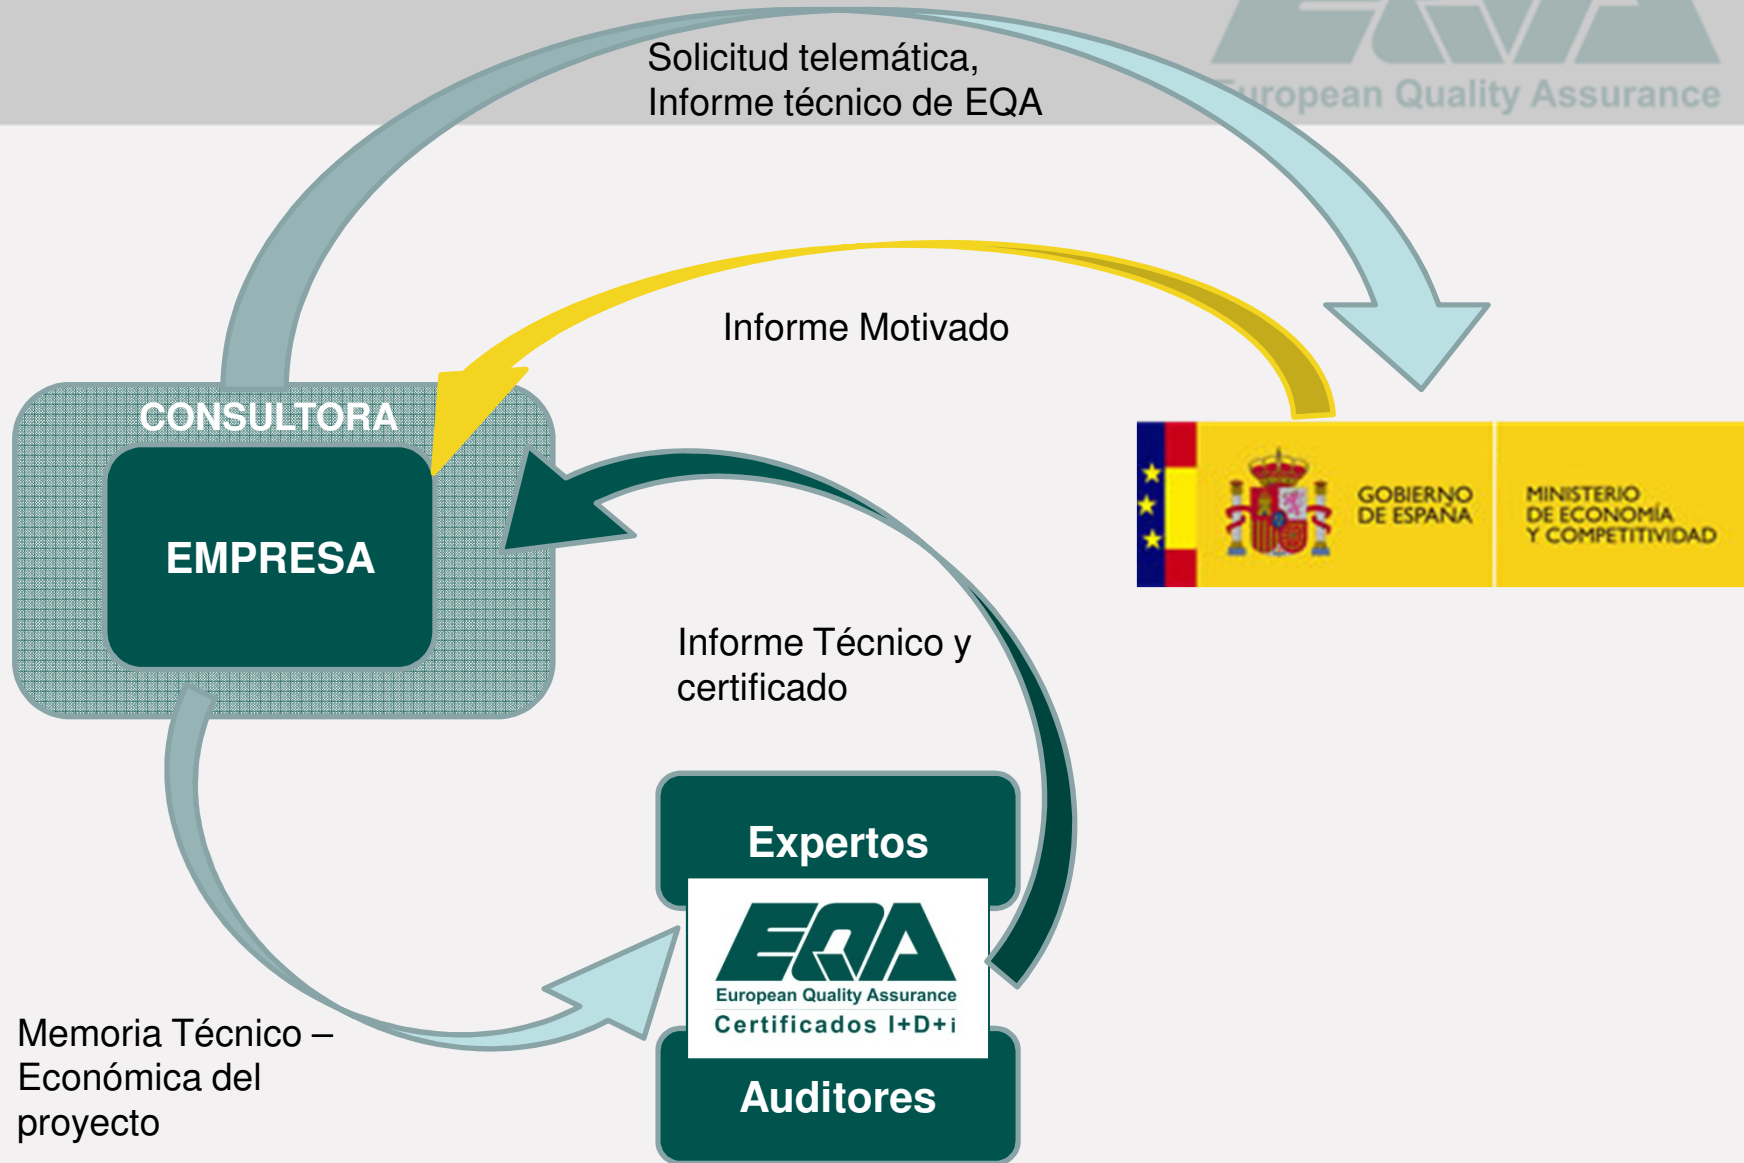 Solicitud telemática,
Informe técnico de EQA
EQA
European Quality Assurance
Informe Motivado
CONSULTORA
EMPRESA
GOBIERNO
DE ESPAÑA
MINISTERIO
DE ECONOMÍA
Y COMPETITIVIDAD
Informe Técnico y
certificado
Expertos
EQA
European Quality Assurance
Certificados I+D+i
Auditores
Memoria Técnico –
Económica del
proyecto